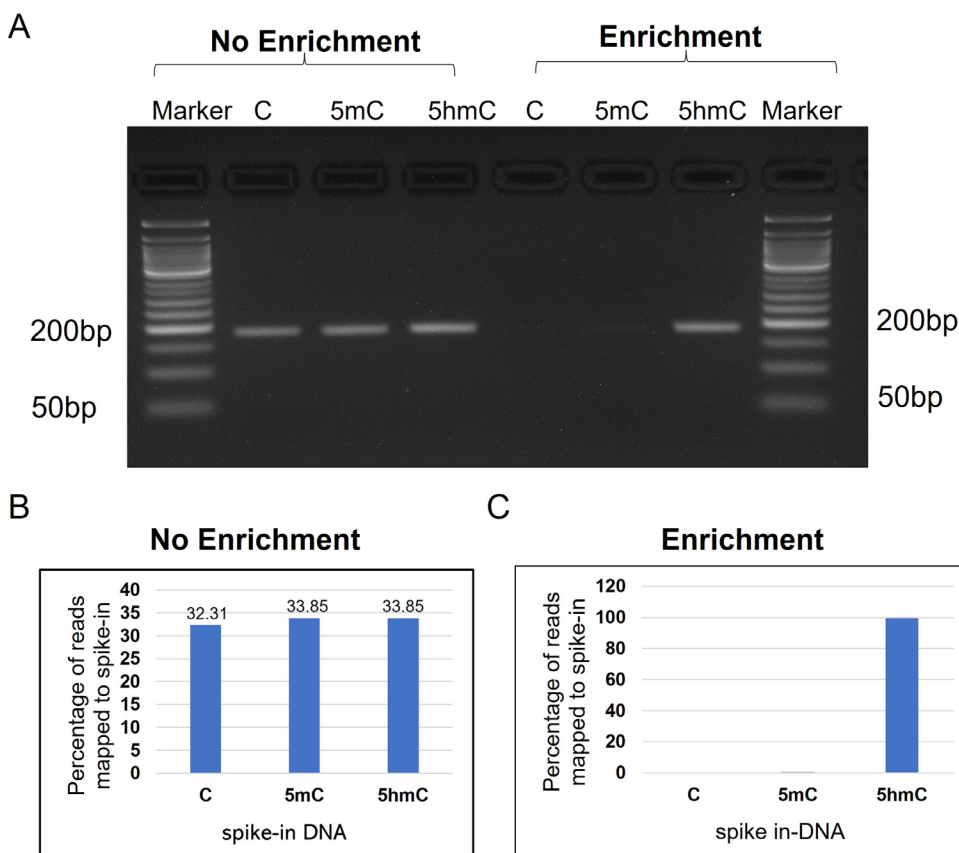 A
No Enrichment
Enrichment
Marker C 5mC 5hmC C 5mC 5hmC Marker
200bp
200bp
50bp
50bp
B
No Enrichment
Percentage of reads
mapped to spike-in
40
35
30
25
20
15
10
5
0
32.31
33.85
33.85
C 5mC 5hmC
spike-in DNA
C
Enrichment
Percentage of reads
mapped to spike-in
120
100
80
60
40
20
0
C 5mC 5hmC
spike in-DNA